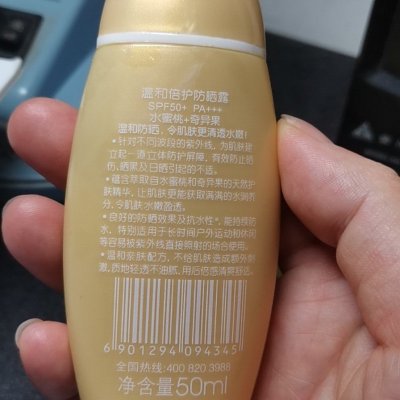 温和倍护防晒露
SPF50+ PA+++
水蜜桃+奇异果
温和防晒，令肌肤更清透水嫩！
•针对不同波段的紫外线，为肌肤建
立起一道立体防护屏障，有效防止晒
伤、晒黑及日晒引起的不适。
•蕴含萃取自水蜜桃和奇异果的天然护
肤精华，让肌肤更能获取满满的水润养
分，令肌肤水嫩盈透。
•良好的防晒效果及抗水性*，能持续防
水，特别适用于长时间户外运动和休闲
等容易被紫外线直接照射的场合使用。
•温和亲肤配方，不给肌肤造成额外刺
激，质地轻透不油腻，用后倍感清爽舒适。
6 901294 094345
全国热线:400 820 3988
净含量50ml